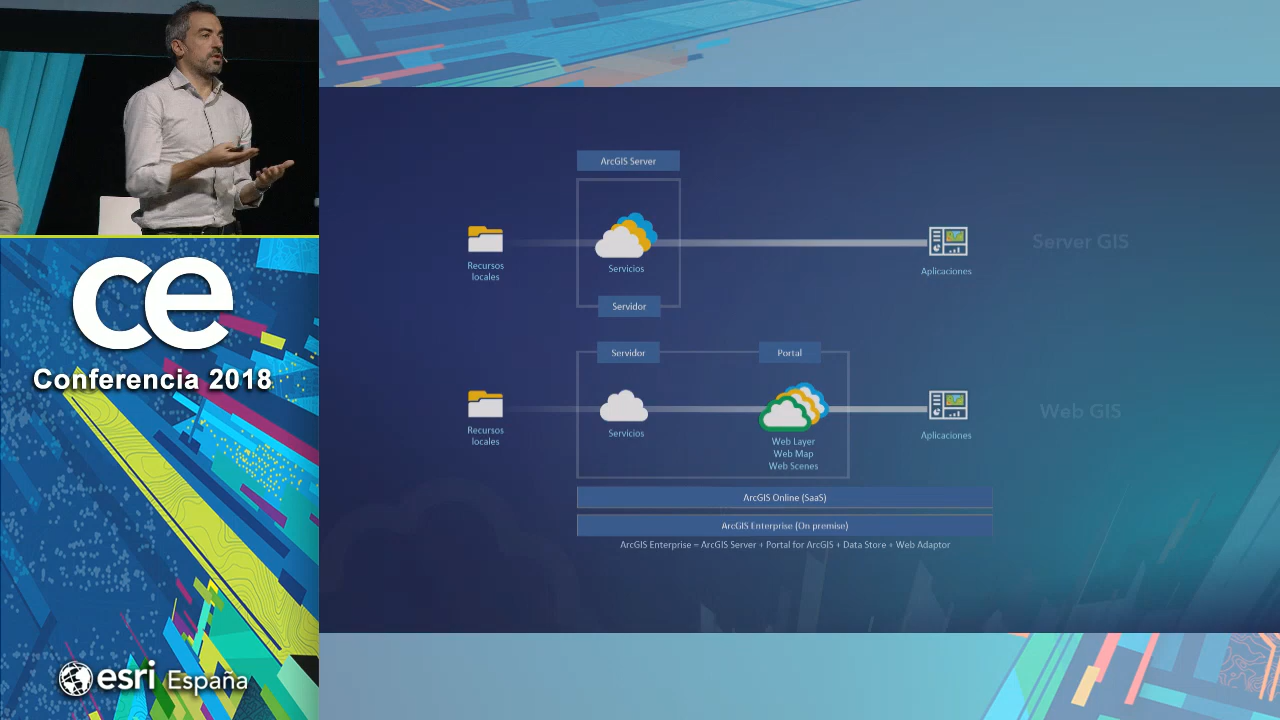 ce
Conferencia 2018
esri España
ArcGIS Server
Recursos
locales
Servicios
Aplicaciones
Server GIS
Servidor
Servidor
Portal
Recursos
locales
Servicios
Web Layer
Web Map
Web Scenes
Aplicaciones
Web GIS
ArcGIS Online (SaaS)
ArcGIS Enterprise (On premise)
ArcGIS Enterprise = ArcGIS Server + Portal for ArcGIS + Data Store + Web Adaptor